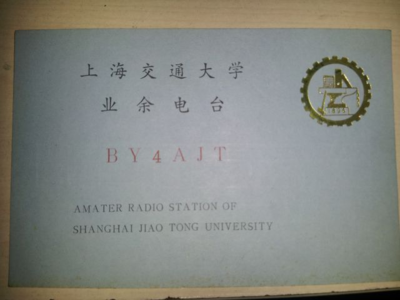 上海交通大学
业余电台
BY4AJT
AMATER RADIO STATION OF
SHANGHAI JIAO TONG UNIVERSITY